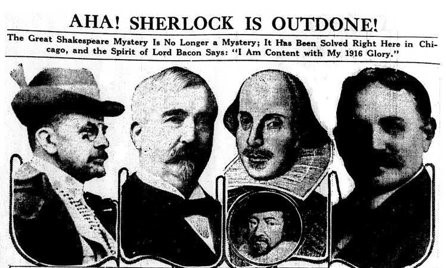 AHA! SHERLOCK IS OUTDONE!
The Great Shakespeare Mystery Is No Longer a Mystery; It Has Been Solved Right Here in Chi-
cago, and the Spirit of Lord Bacon Says: "I Am Content with My 1916 Glory."